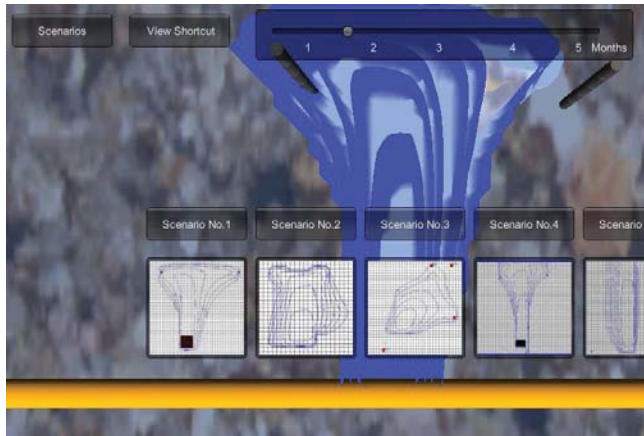 Scenarios
View Shortcut
1 2 3 4 5 Months
Scenario No.1
Scenario No.2
Scenario No.3
Scenario No.4
Scenario